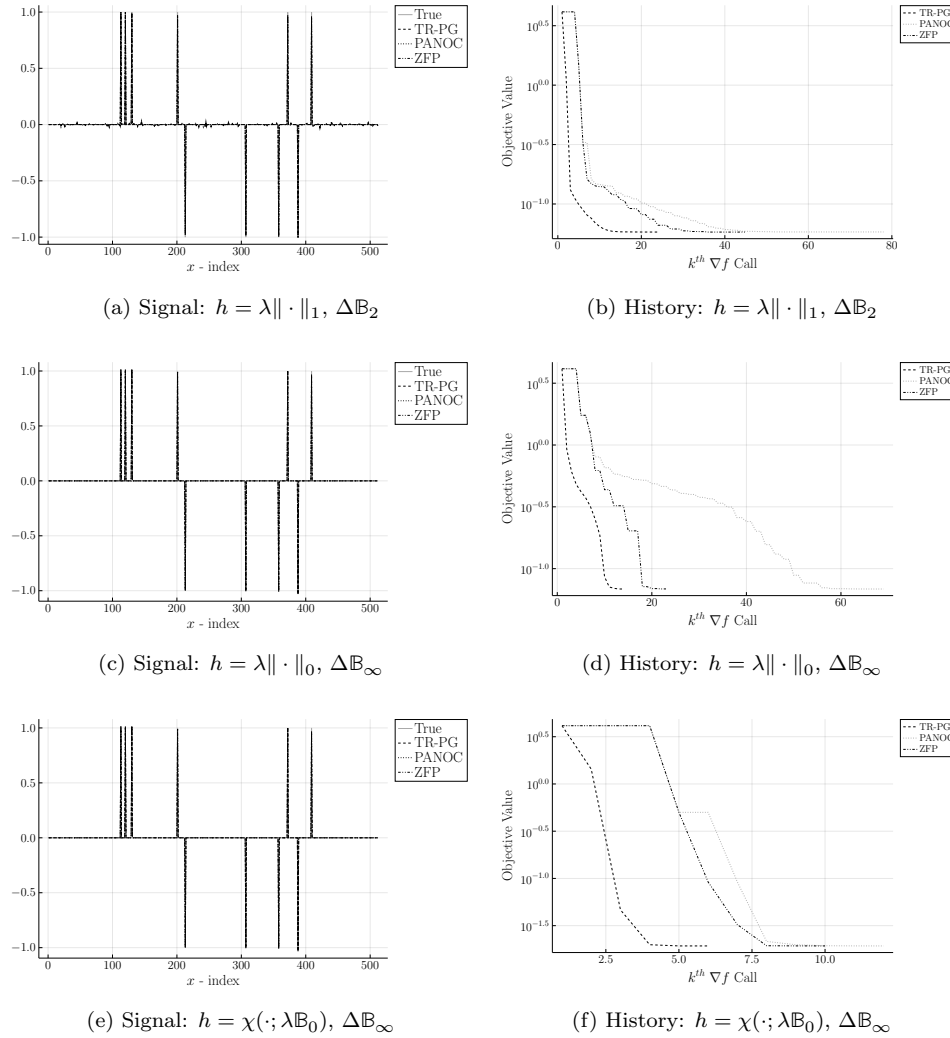 1.0
0.5
0.0
−0.5
−1.0
0
100
200
300
400
500
x - index
True
TR-PG
PANOC
ZFP
10^0.5
10^0.0
10^−0.5
10^−1.0
0
20
40
60
80
k^th ∇f Call
Objective Value
TR-PG
PANOC
ZFP
(a) Signal: h = λ‖ · ‖₁, Δ𝔹₂
(b) History: h = λ‖ · ‖₁, Δ𝔹₂
1.0
0.5
0.0
−0.5
−1.0
0
100
200
300
400
500
x - index
True
TR-PG
PANOC
ZFP
10^0.5
10^0.0
10^−0.5
10^−1.0
0
20
40
60
k^th ∇f Call
Objective Value
TR-PG
PANOC
ZFP
(c) Signal: h = λ‖ · ‖₀, Δ𝔹∞
(d) History: h = λ‖ · ‖₀, Δ𝔹∞
1.0
0.5
0.0
−0.5
−1.0
0
100
200
300
400
500
x - index
True
TR-PG
PANOC
ZFP
10^0.5
10^0.0
10^−0.5
10^−1.0
10^−1.5
2.5
5.0
7.5
10.0
k^th ∇f Call
Objective Value
TR-PG
PANOC
ZFP
(e) Signal: h = χ(·; λ𝔹₀), Δ𝔹∞
(f) History: h = χ(·; λ𝔹₀), Δ𝔹∞